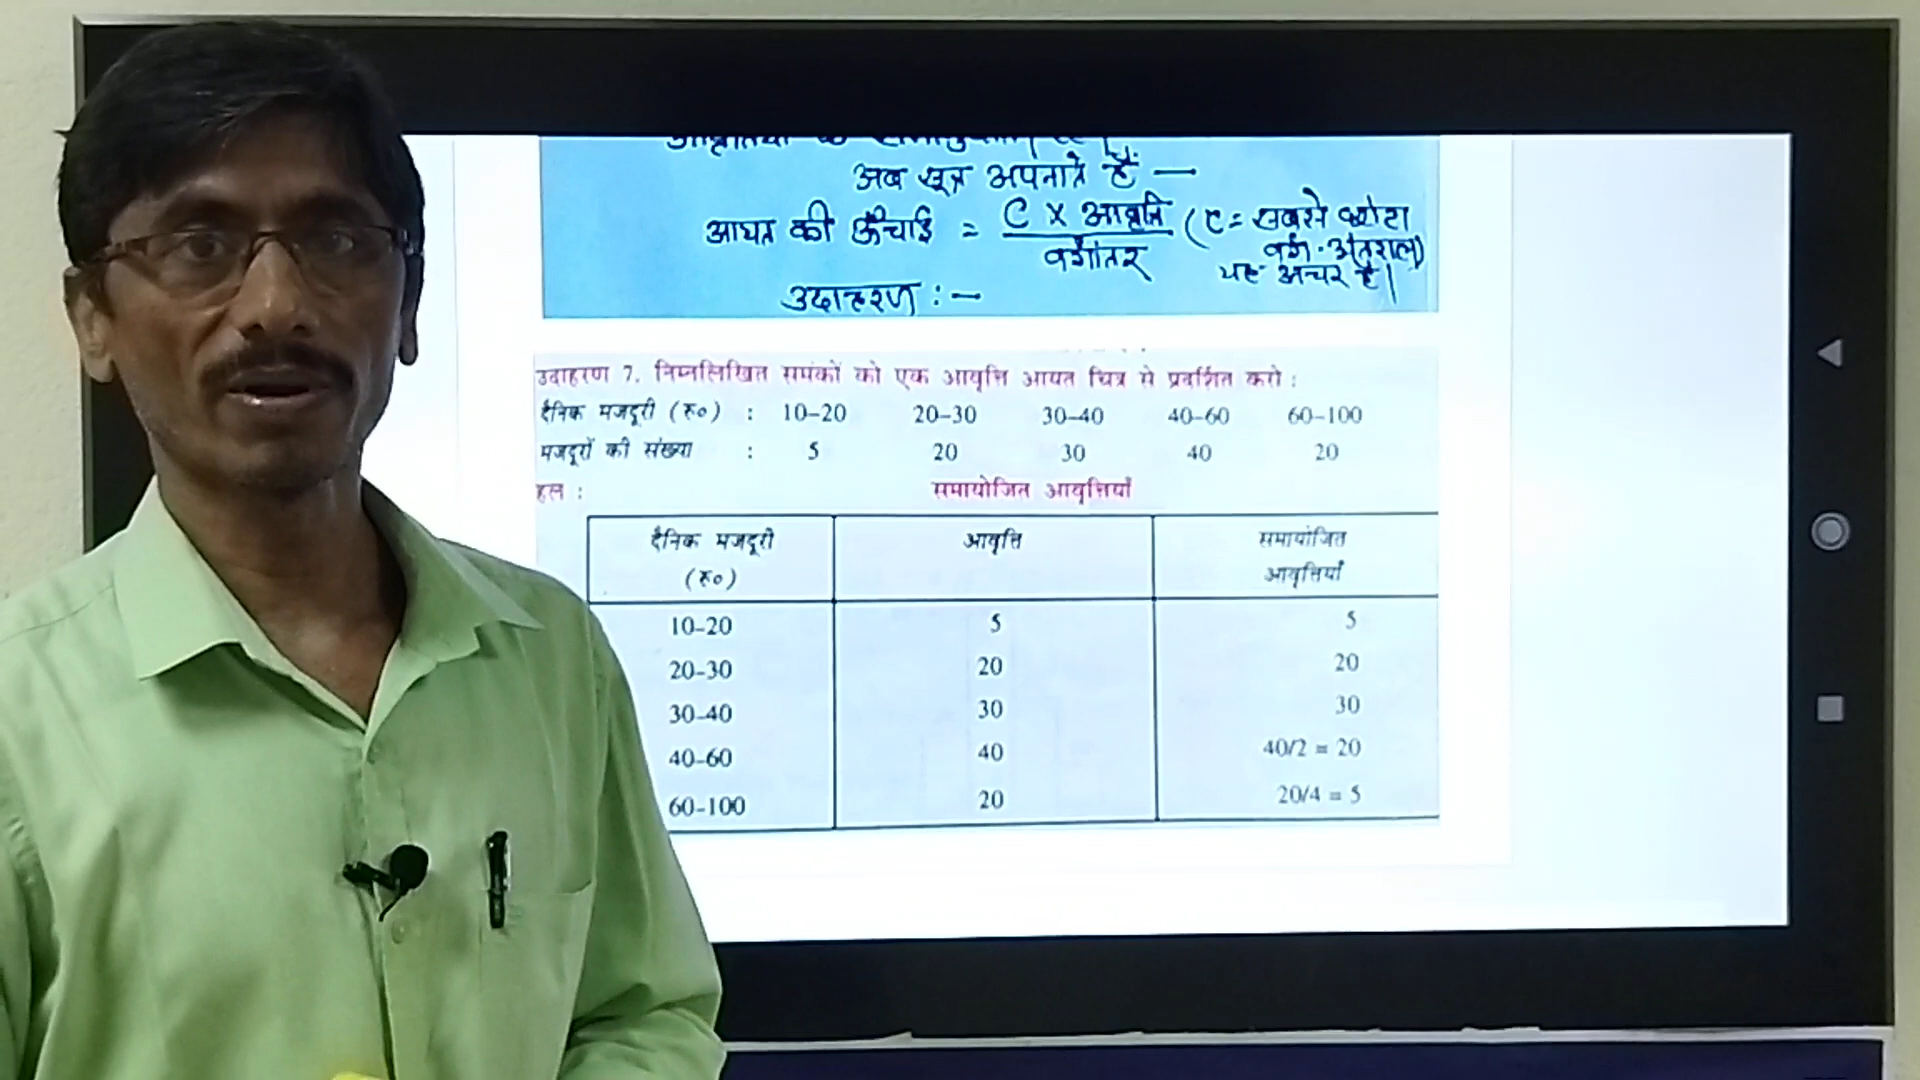 अब सूत्र अपनाते हैं —
आयत की ऊँचाई = C × आवृत्ति / वर्गांतर (C = सबसे छोटा वर्ग-अंतराल) यह अचर है।
उदाहरण :—
उदाहरण 7. निम्नलिखित समंकों को एक आवृत्ति आयत चित्र से प्रदर्शित करो :
दैनिक मजदूरी (रु०) : 10–20 20–30 30–40 40–60 60–100
मजदूरों की संख्या : 5 20 30 40 20
हल : समायोजित आवृत्तियाँ
दैनिक मजदूरी (रु०) आवृत्ति समायोजित आवृत्तियाँ
10–20 5 5
20–30 20 20
30–40 30 30
40–60 40 40/2 = 20
60–100 20 20/4 = 5